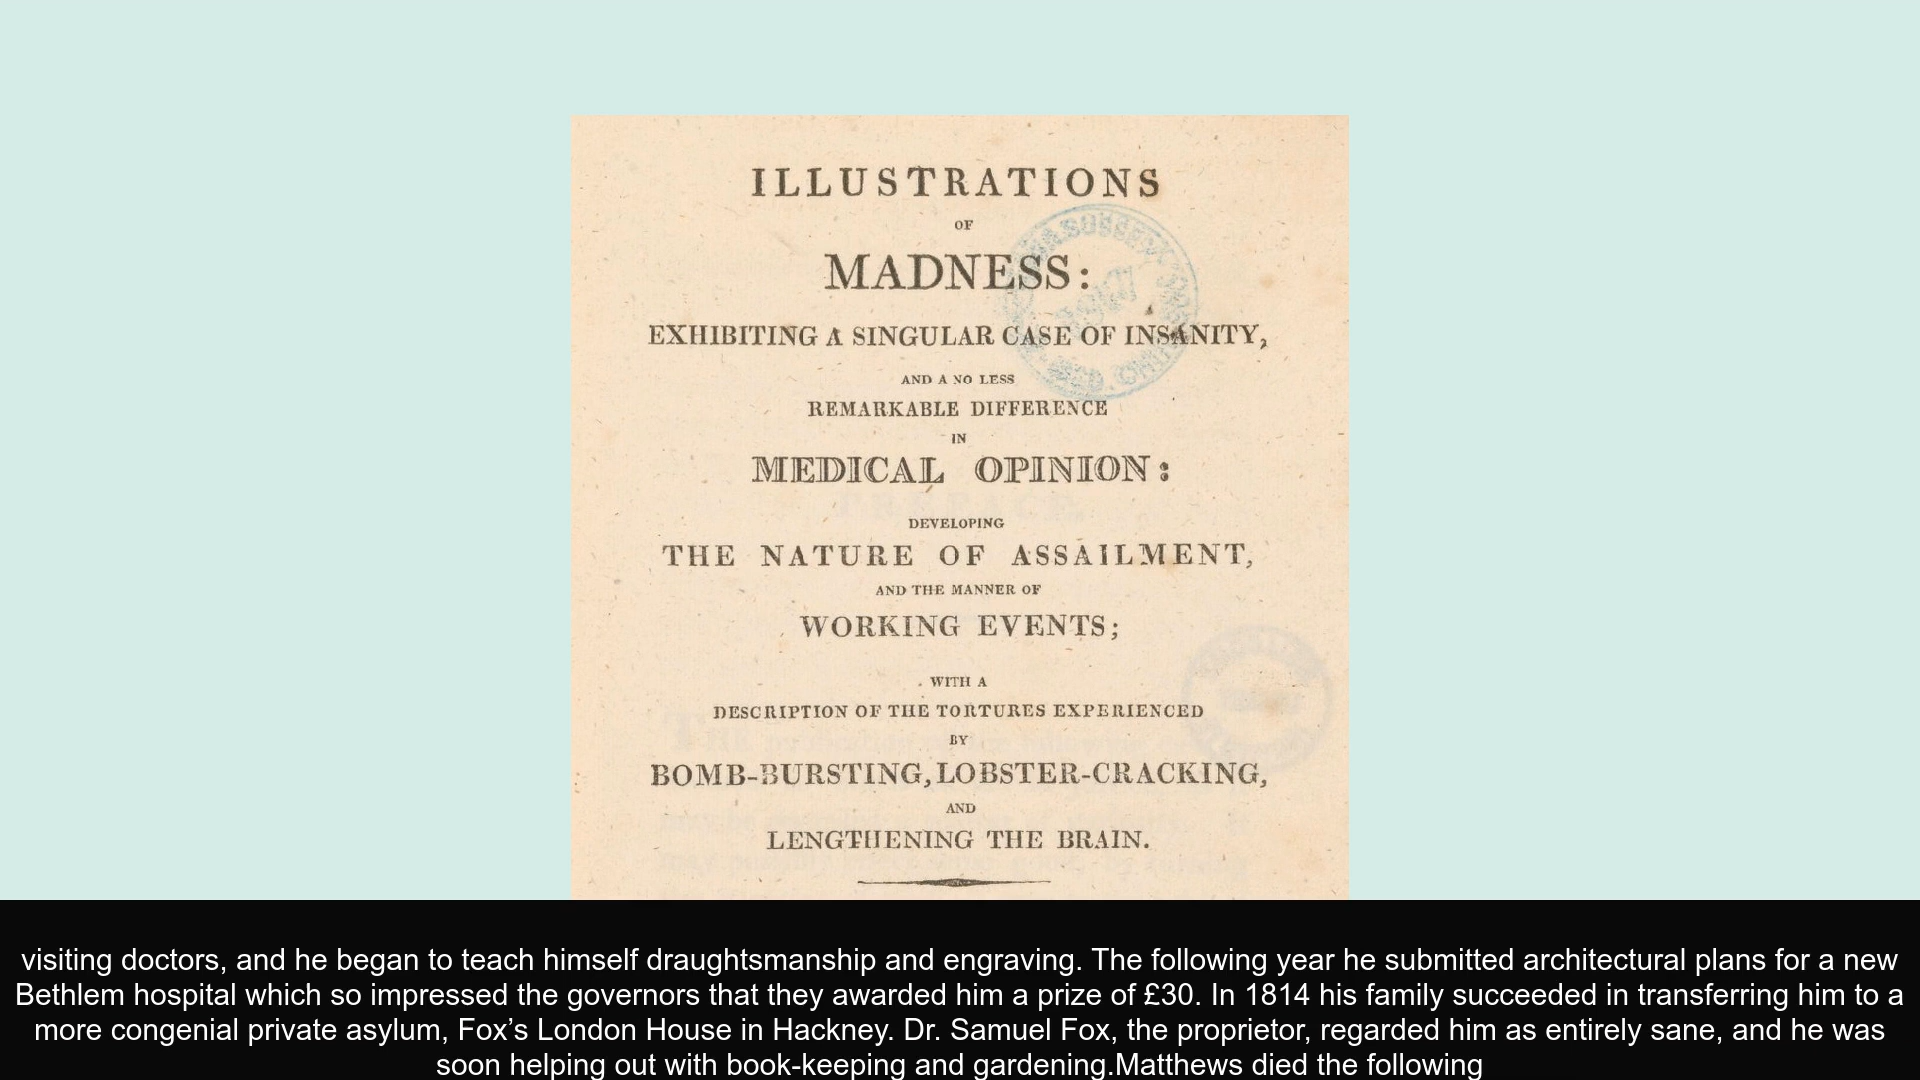 ILLUSTRATIONS
OF
MADNESS:
EXHIBITING A SINGULAR CASE OF INSANITY,
AND A NO LESS
REMARKABLE DIFFERENCE
IN
MEDICAL OPINION:
DEVELOPING
THE NATURE OF ASSAILMENT,
AND THE MANNER OF
WORKING EVENTS;
WITH A
DESCRIPTION OF THE TORTURES EXPERIENCED
BY
BOMB-BURSTING, LOBSTER-CRACKING,
AND
LENGTHENING THE BRAIN.
visiting doctors, and he began to teach himself draughtsmanship and engraving. The following year he submitted architectural plans for a new
Bethlem hospital which so impressed the governors that they awarded him a prize of £30. In 1814 his family succeeded in transferring him to a
more congenial private asylum, Fox’s London House in Hackney. Dr. Samuel Fox, the proprietor, regarded him as entirely sane, and he was
soon helping out with book-keeping and gardening.Matthews died the following